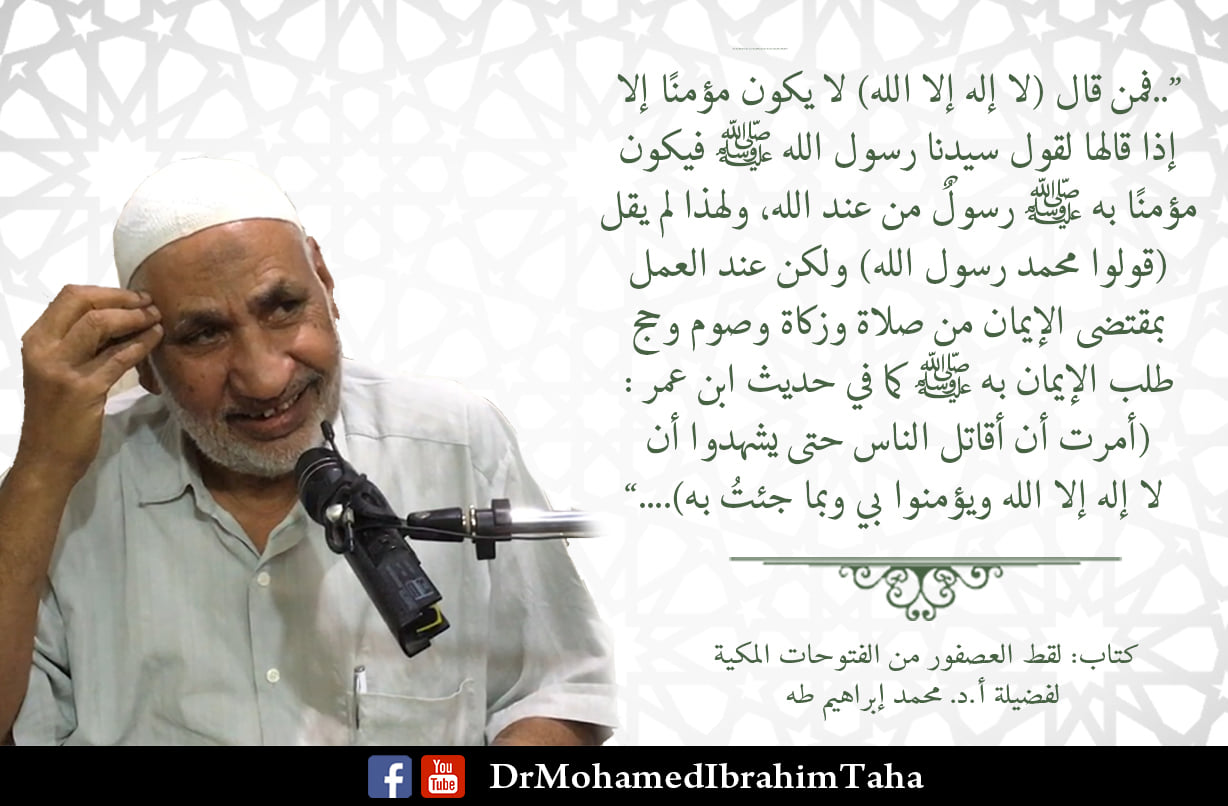 ”..فمن قال (لا إله إلا الله) لا يكون مؤمنًا إلا
إذا قالها لقول سيدنا رسول الله ﷺ فيكون
مؤمنًا به ﷺ رسولٌ من عند الله، ولهذا لم يقل
(قولوا محمد رسول الله) ولكن عند العمل
بمقتضى الإيمان من صلاة وزكاة وصوم وحج
طلب الإيمان به ﷺ كما في حديث ابن عمر :
(أمرت أن أقاتل الناس حتى يشهدوا أن
لا إله إلا الله ويؤمنوا بي وبما جئتُ به)....“
كتاب: لقط العصفور من الفتوحات المكية
لفضيلة أ.د. محمد إبراهيم طه
f You Tube DrMohamedIbrahimTaha